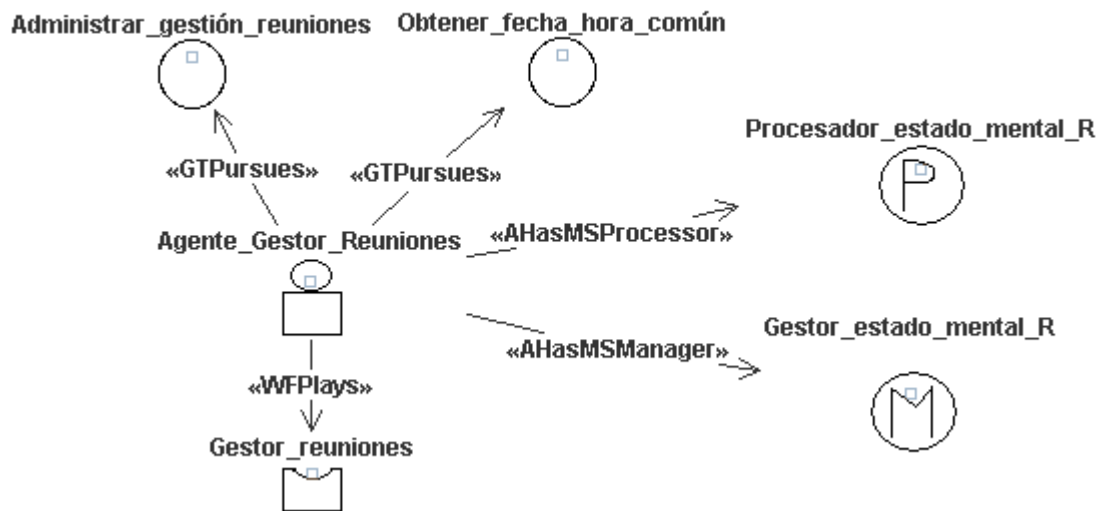 Administrar_gestión_reuniones
Obtener_fecha_hora_común
Procesador_estado_mental_R
P
«GTPursues»
«GTPursues»
Agente_Gestor_Reuniones
«AHasMSProcessor»
Gestor_estado_mental_R
«AHasMSManager»
M
«WFPlays»
Gestor_reuniones